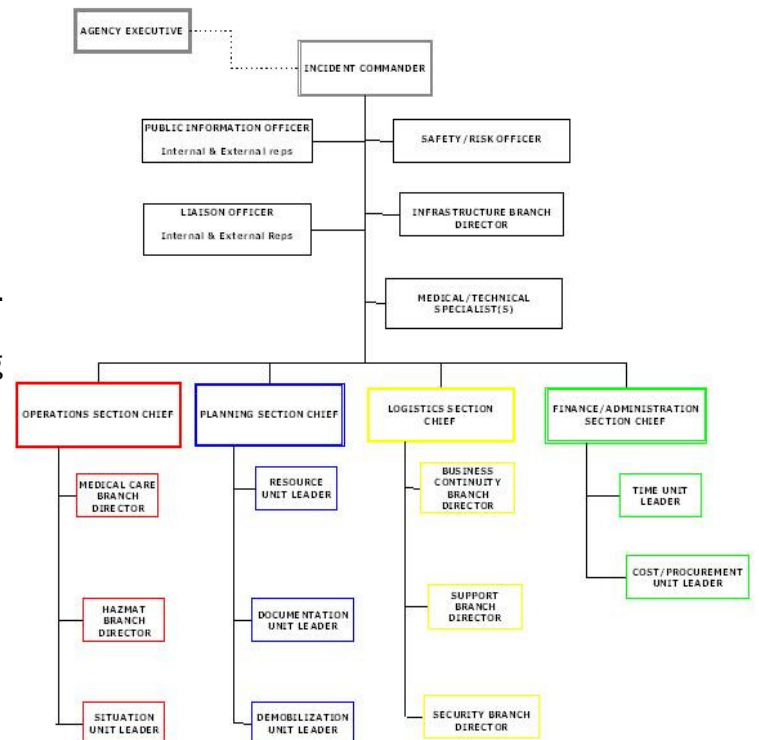 AGENCY EXECUTIVE
INCIDENT COMMANDER
PUBLIC INFORMATION OFFICER
Internal & External reps
SAFETY/RISK OFFICER
LIAISON OFFICER
Internal & External Reps
INFRASTRUCTURE BRANCH
DIRECTOR
MEDICAL/TECHNICAL
SPECIALIST(S)
OPERATIONS SECTION CHIEF
PLANNING SECTION CHIEF
LOGISTICS SECTION
CHIEF
FINANCE/ADMINISTRATION
SECTION CHIEF
MEDICAL CARE
BRANCH
DIRECTOR
RESOURCE
UNIT LEADER
BUSINESS
CONTINUITY
BRANCH
DIRECTOR
TIME UNIT
LEADER
HAZMAT
BRANCH
DIRECTOR
DOCUMENTATION
UNIT LEADER
SUPPORT
BRANCH
DIRECTOR
COST/PROCUREMENT
UNIT LEADER
SITUATION
UNIT LEADER
DEMOBILIZATION
UNIT LEADER
SECURITY BRANCH
DIRECTOR